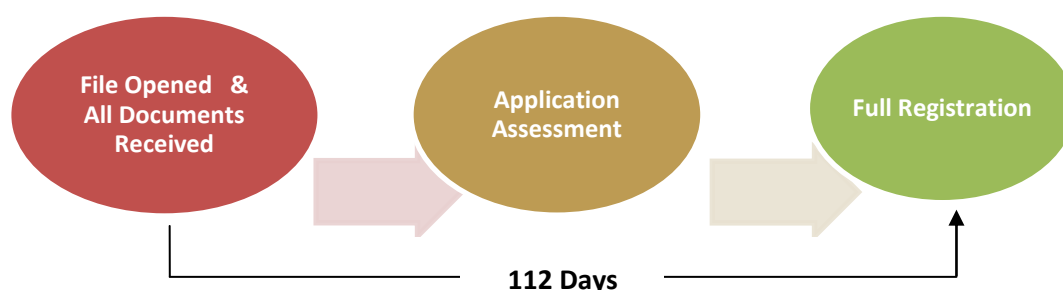 File Opened &
All Documents
Received
Application
Assessment
Full Registration
112 Days